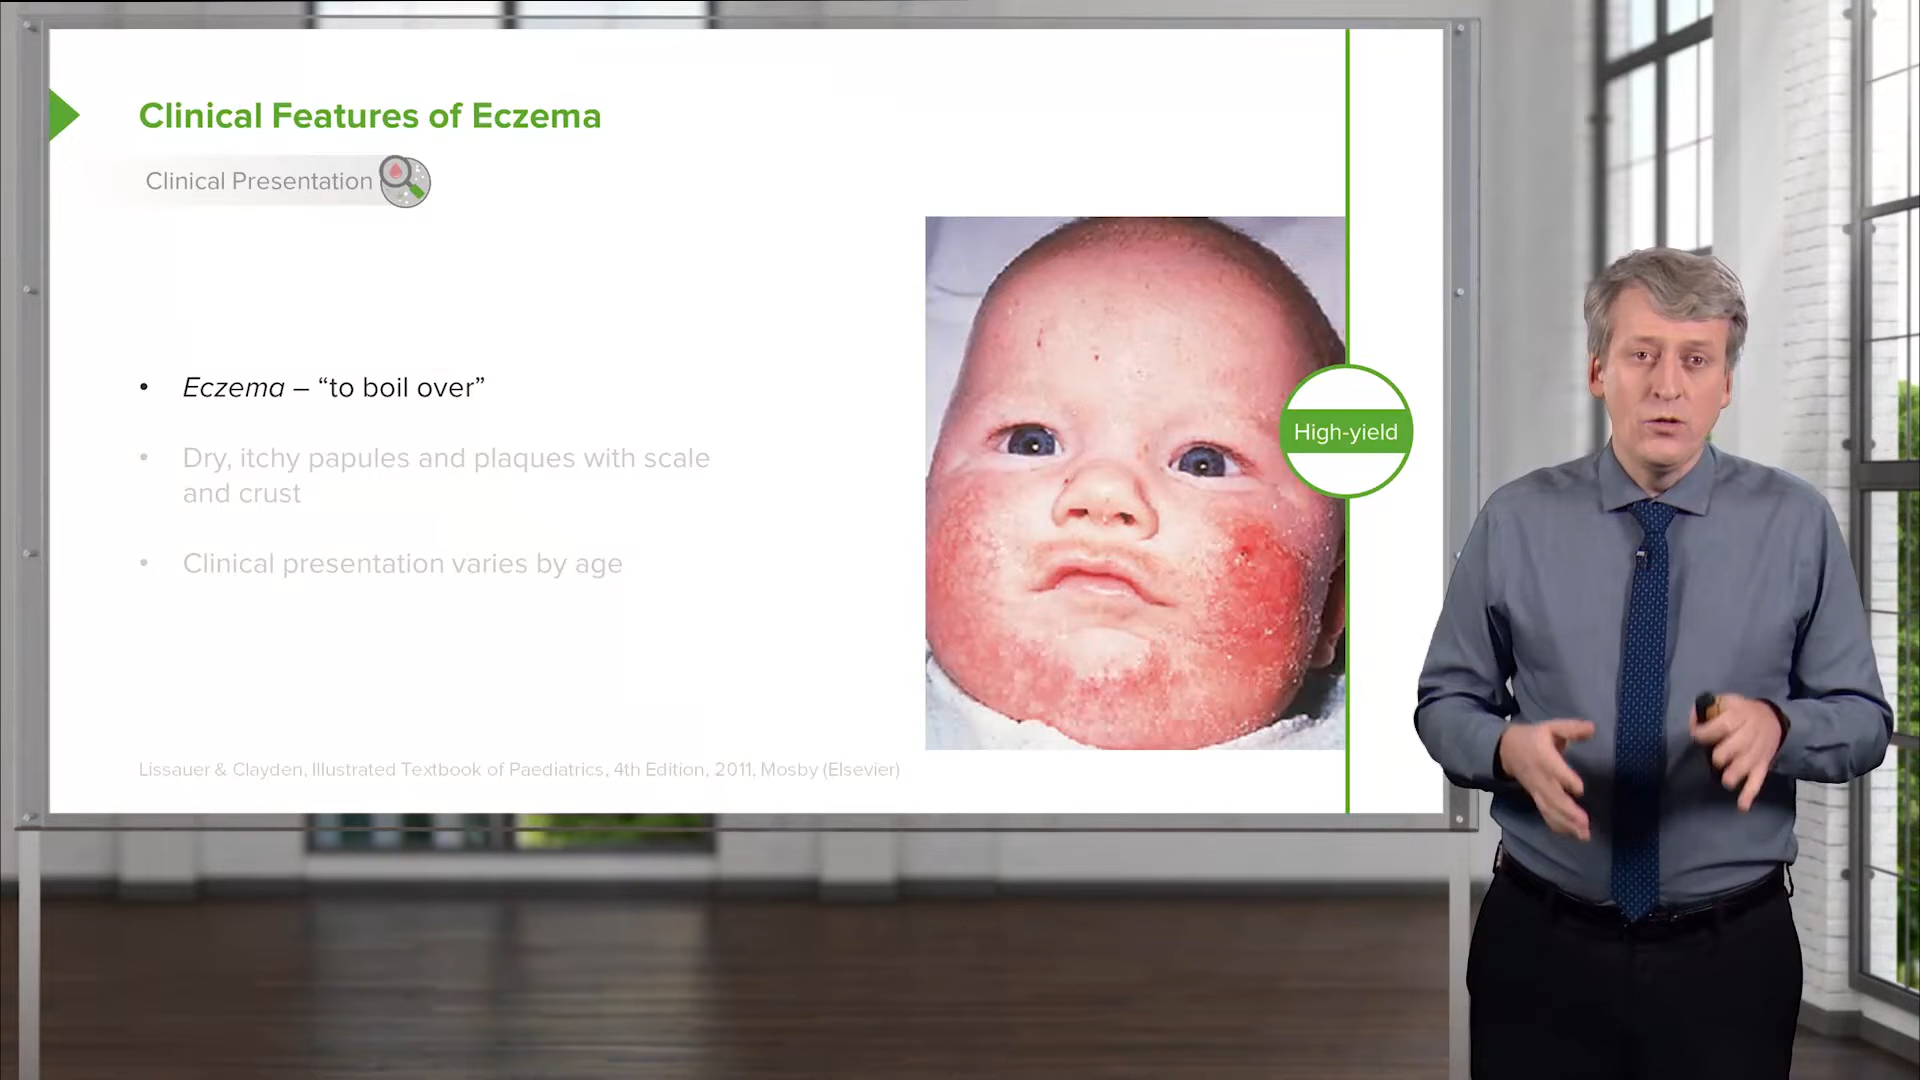 Clinical Features of Eczema
Clinical Presentation
• Eczema – “to boil over”
• Dry, itchy papules and plaques with scale
and crust
• Clinical presentation varies by age
High-yield
Lissauer & Clayden, Illustrated Textbook of Paediatrics, 4th Edition, 2011, Mosby (Elsevier)